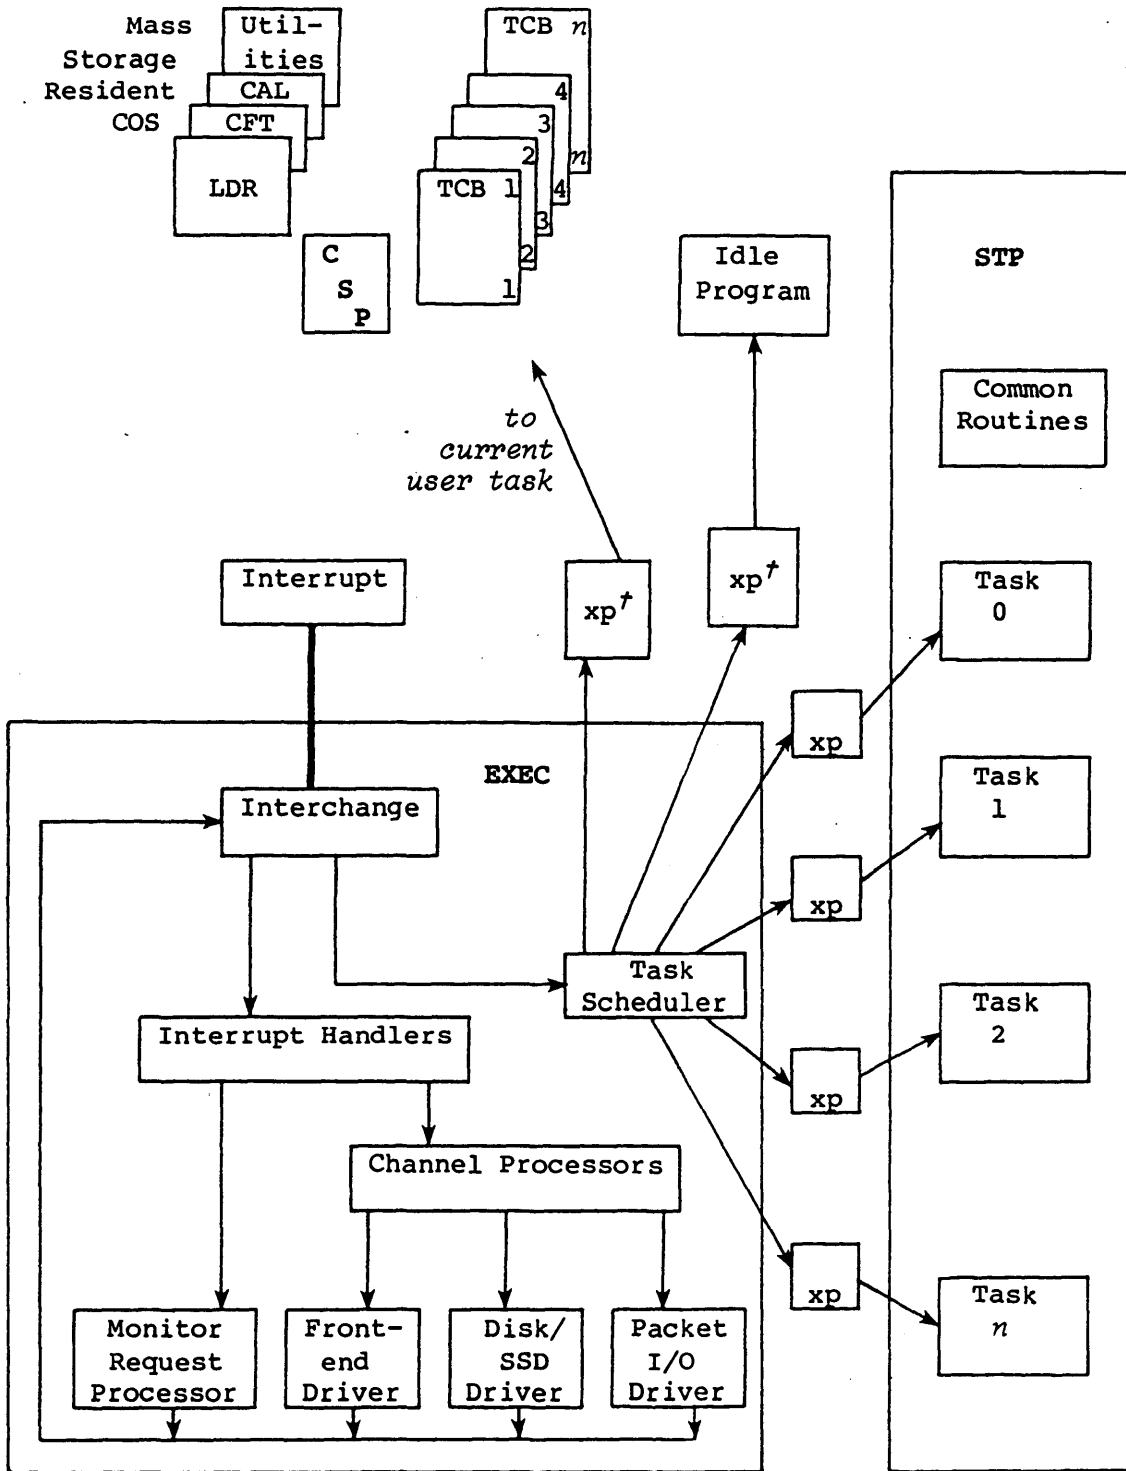 Mass
Storage
Resident
COS
Util-
ities
CAL
CFT
LDR
TCB n
4
3
2
TCB 1
n
4
3
2
1
C
S
P
Idle
Program
STP
Common
Routines
to
current
user task
xp†
xp†
Interrupt
Task
0
xp
EXEC
Interchange
Task
1
xp
Task
Scheduler
Interrupt Handlers
Task
2
xp
Channel Processors
xp
Task
n
Monitor
Request
Processor
Front-
end
Driver
Disk/
SSD
Driver
Packet
I/O
Driver